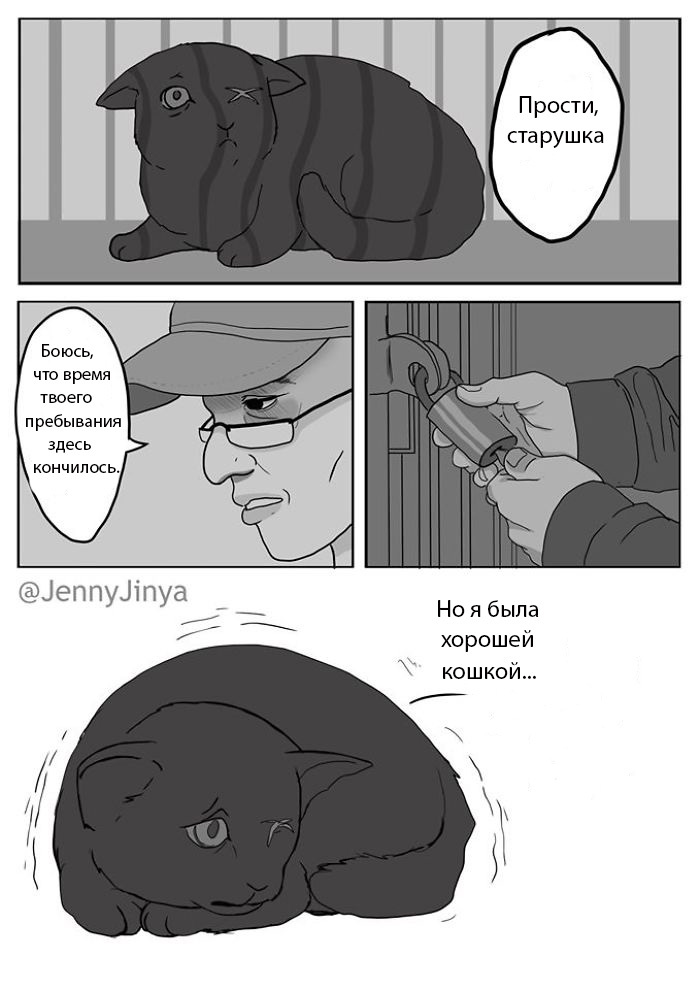 Прости,
старушка
Боюсь,
что время
твоего
пребывания
здесь
кончилось.
@JennyJinya
Но я была
хорошей
кошкой...